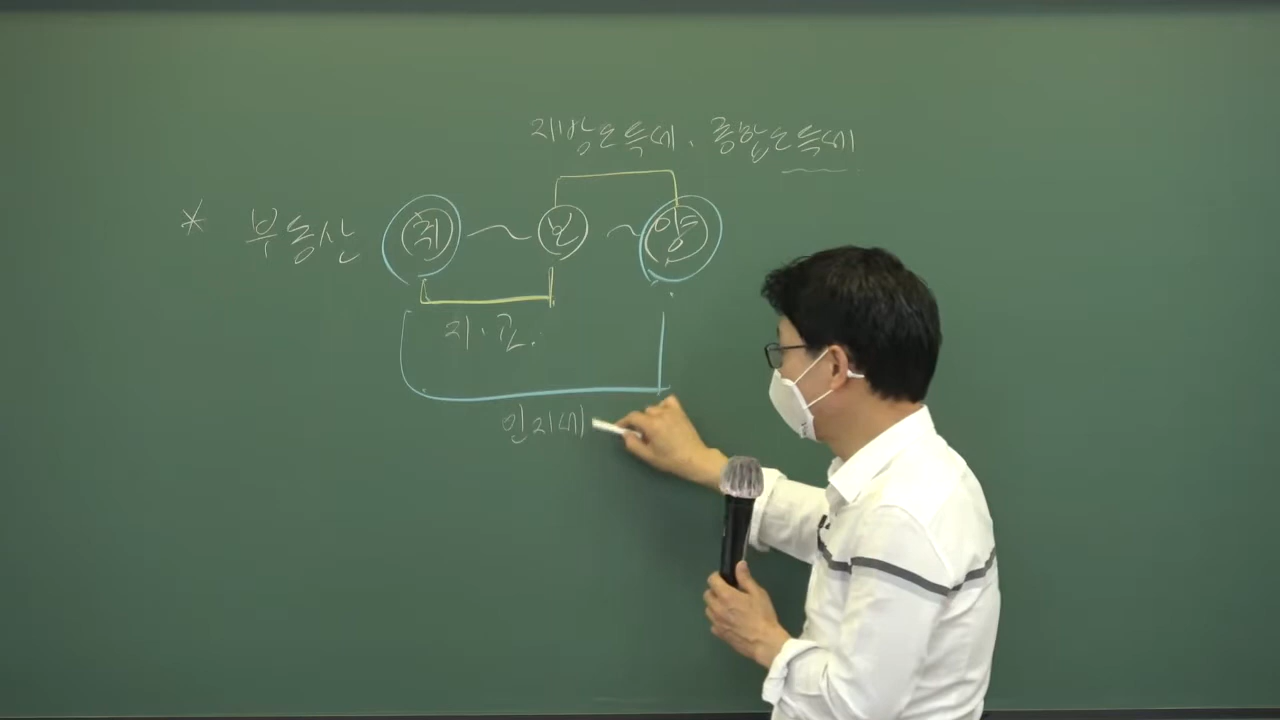 지방소득세, 종합소득세
* 부동산 취 ~ 보 ~ 양
지·교.
인지세